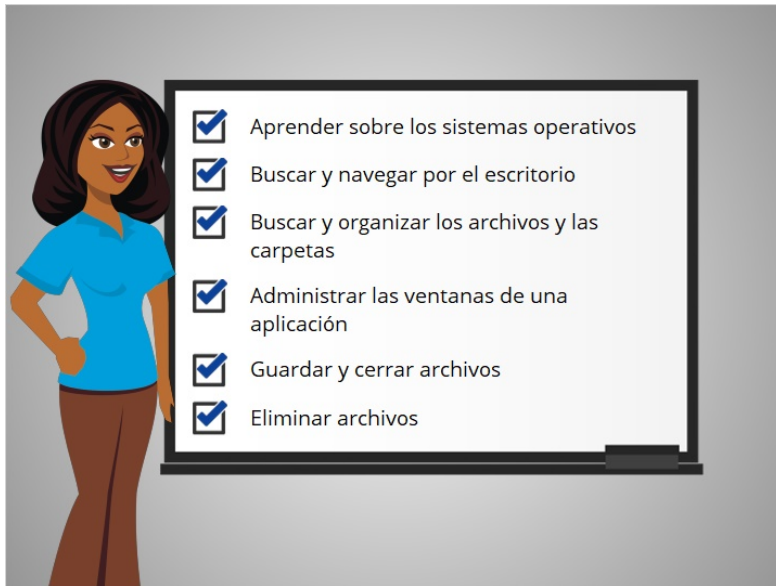 Aprender sobre los sistemas operativos
Buscar y navegar por el escritorio
Buscar y organizar los archivos y las
carpetas
Administrar las ventanas de una
aplicación
Guardar y cerrar archivos
Eliminar archivos